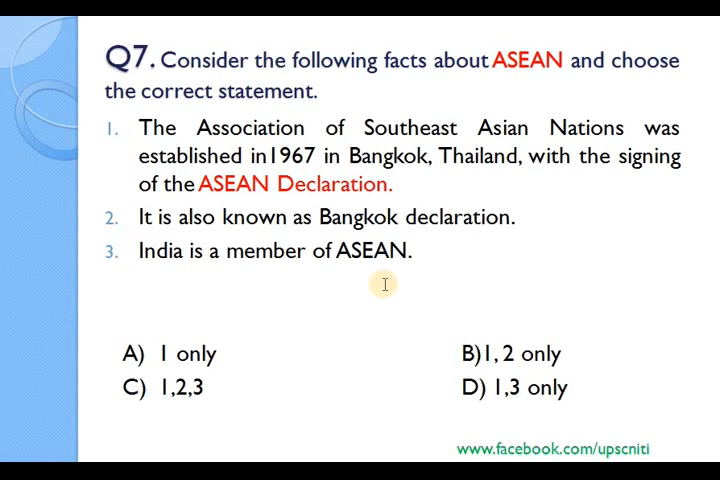 Q7. Consider the following facts about ASEAN and choose
the correct statement.
1. The Association of Southeast Asian Nations was
established in1967 in Bangkok, Thailand, with the signing
of the ASEAN Declaration.
2. It is also known as Bangkok declaration.
3. India is a member of ASEAN.
A) 1 only B)1, 2 only
C) 1,2,3 D) 1,3 only
www.facebook.com/upscniti